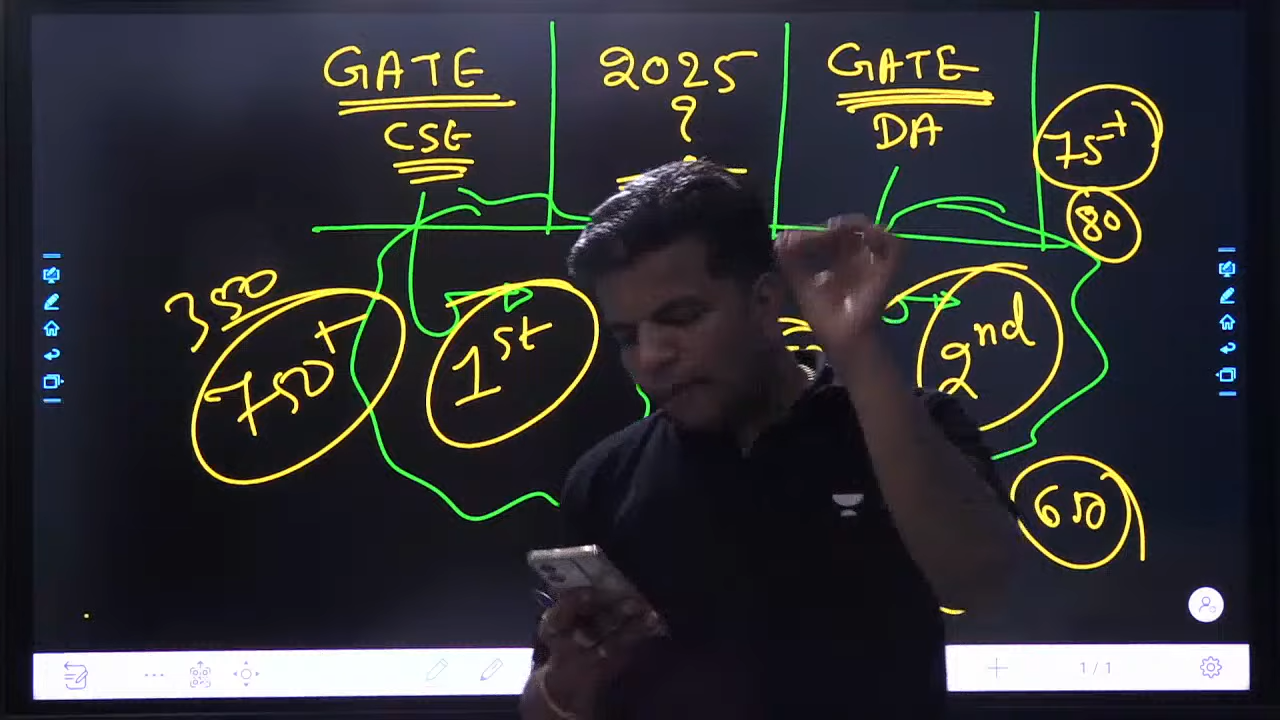 GATE
CSE
2025
?
GATE
DA
75+
80
350
750+
1st
2nd
650
1/1